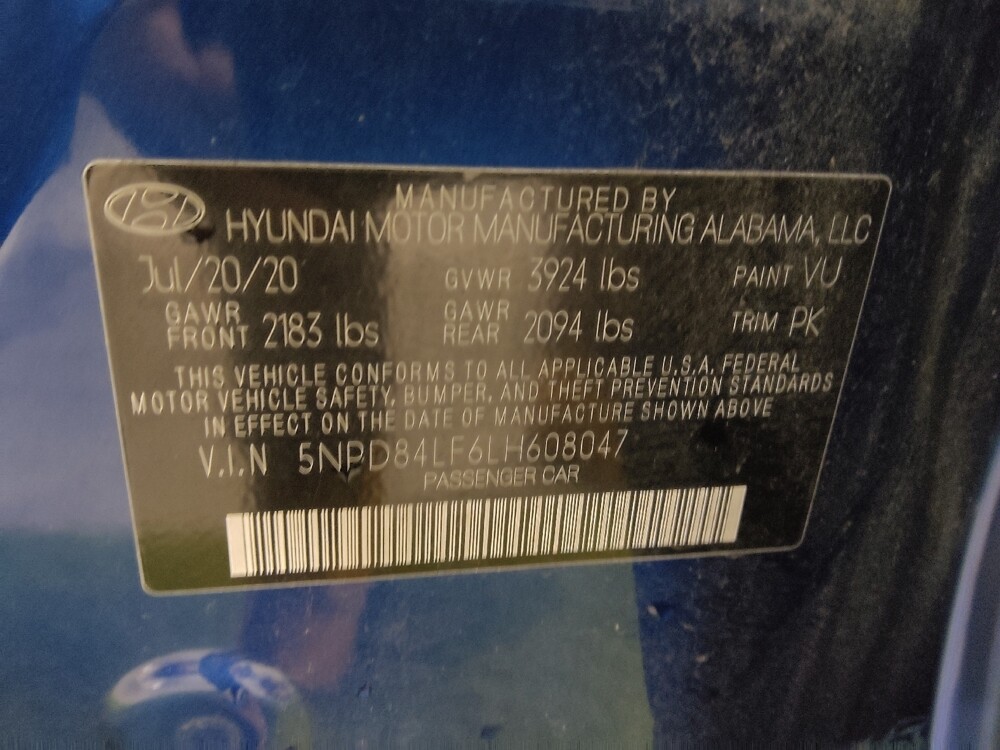 MANUFACTURED BY
HYUNDAI MOTOR MANUFACTURING ALABAMA, LLC
Jul/20/20 GVWR 3924 lbs PAINT VU
GAWR FRONT 2183 lbs GAWR REAR 2094 lbs TRIM PK
THIS VEHICLE CONFORMS TO ALL APPLICABLE U.S.A. FEDERAL
MOTOR VEHICLE SAFETY, BUMPER, AND THEFT PREVENTION STANDARDS
IN EFFECT ON THE DATE OF MANUFACTURE SHOWN ABOVE
V.I.N 5NPD84LF6LH608047
PASSENGER CAR